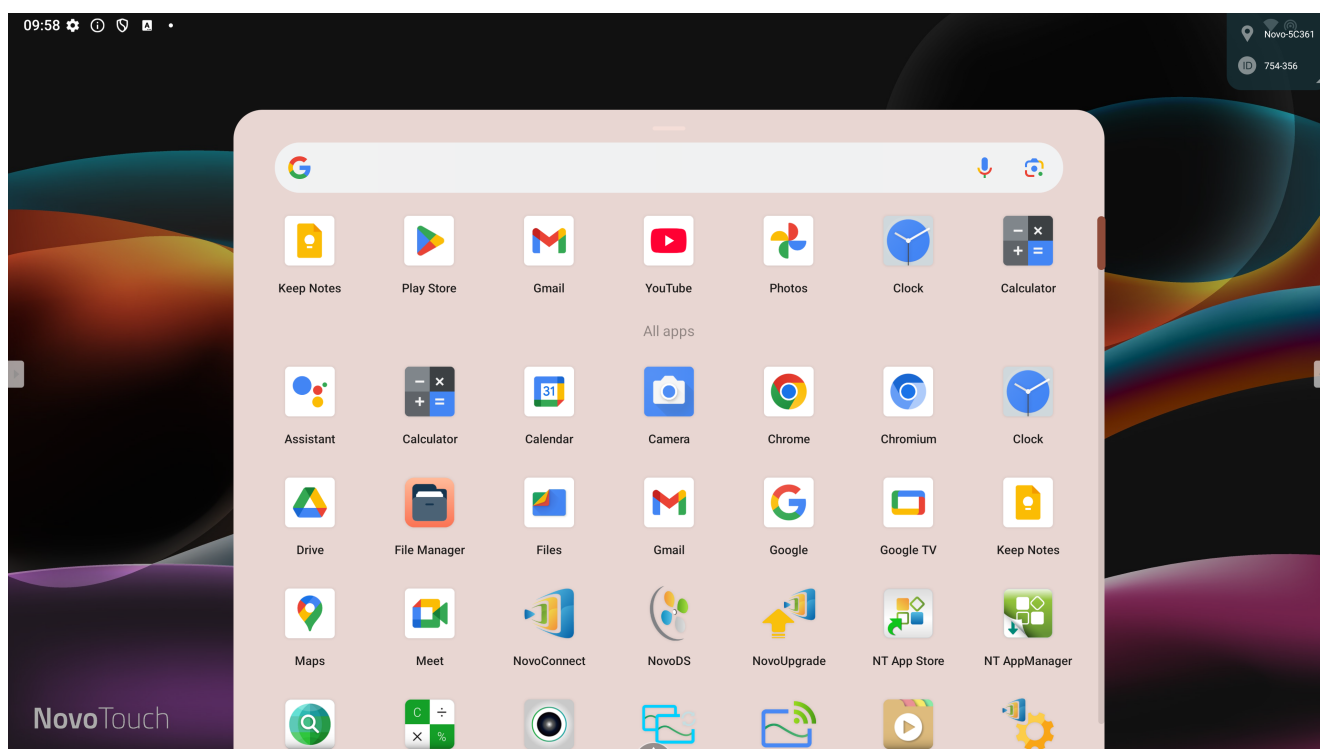 09:58
Novo-5C361
ID 754-356
Keep Notes Play Store Gmail YouTube Photos Clock Calculator
All apps
31
Assistant Calculator Calendar Camera Chrome Chromium Clock
Drive File Manager Files Gmail Google Google TV Keep Notes
Maps Meet NovoConnect NovoDS NovoUpgrade NT App Store NT AppManager
NovoTouch